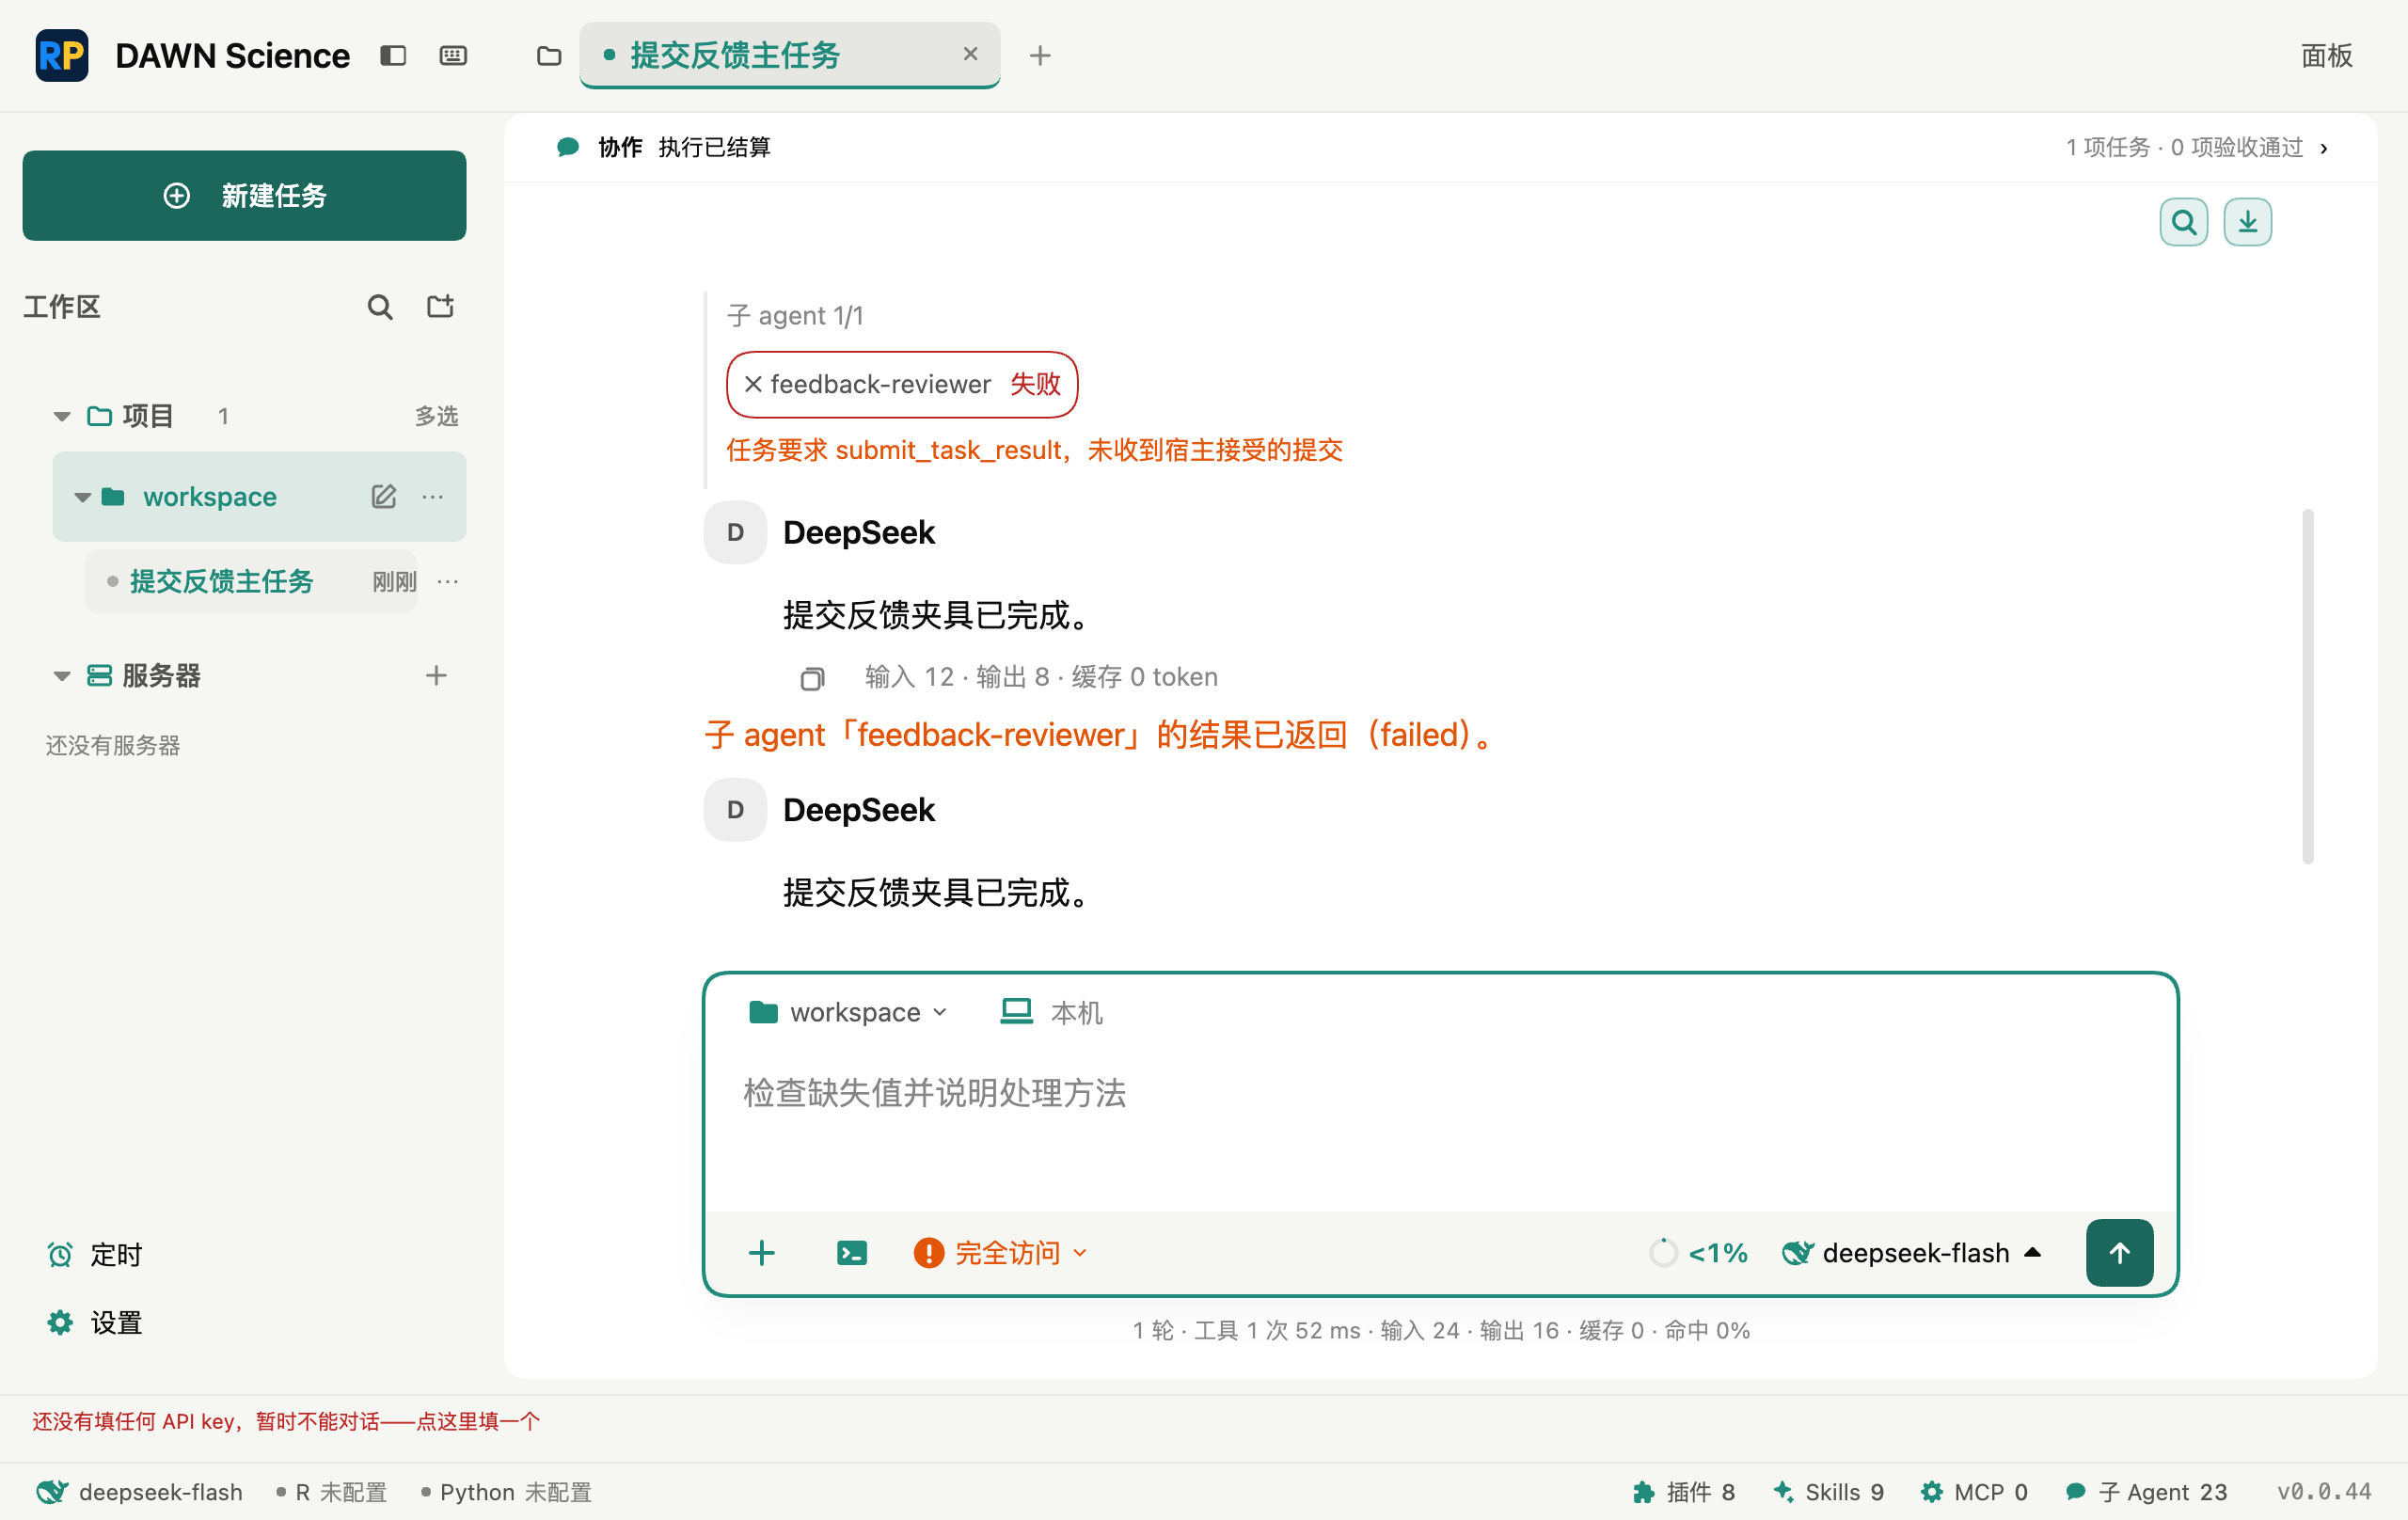 RP DAWN Science
提交反馈主任务
面板
新建任务
工作区
项目 1 多选
workspace
提交反馈主任务 刚刚
服务器
还没有服务器
定时
设置
协作 执行已结算
1 项任务 · 0 项验收通过
子 agent 1/1
feedback-reviewer 失败
任务要求 submit_task_result，未收到宿主接受的提交
D DeepSeek
提交反馈夹具已完成。
输入 12 · 输出 8 · 缓存 0 token
子 agent「feedback-reviewer」的结果已返回（failed）。
D DeepSeek
提交反馈夹具已完成。
workspace 本机
检查缺失值并说明处理方法
完全访问 <1% deepseek-flash
1 轮 · 工具 1 次 52 ms · 输入 24 · 输出 16 · 缓存 0 · 命中 0%
还没有填任何 API key，暂时不能对话——点这里填一个
deepseek-flash R 未配置 Python 未配置 插件 8 Skills 9 MCP 0 子 Agent 23 v0.0.44